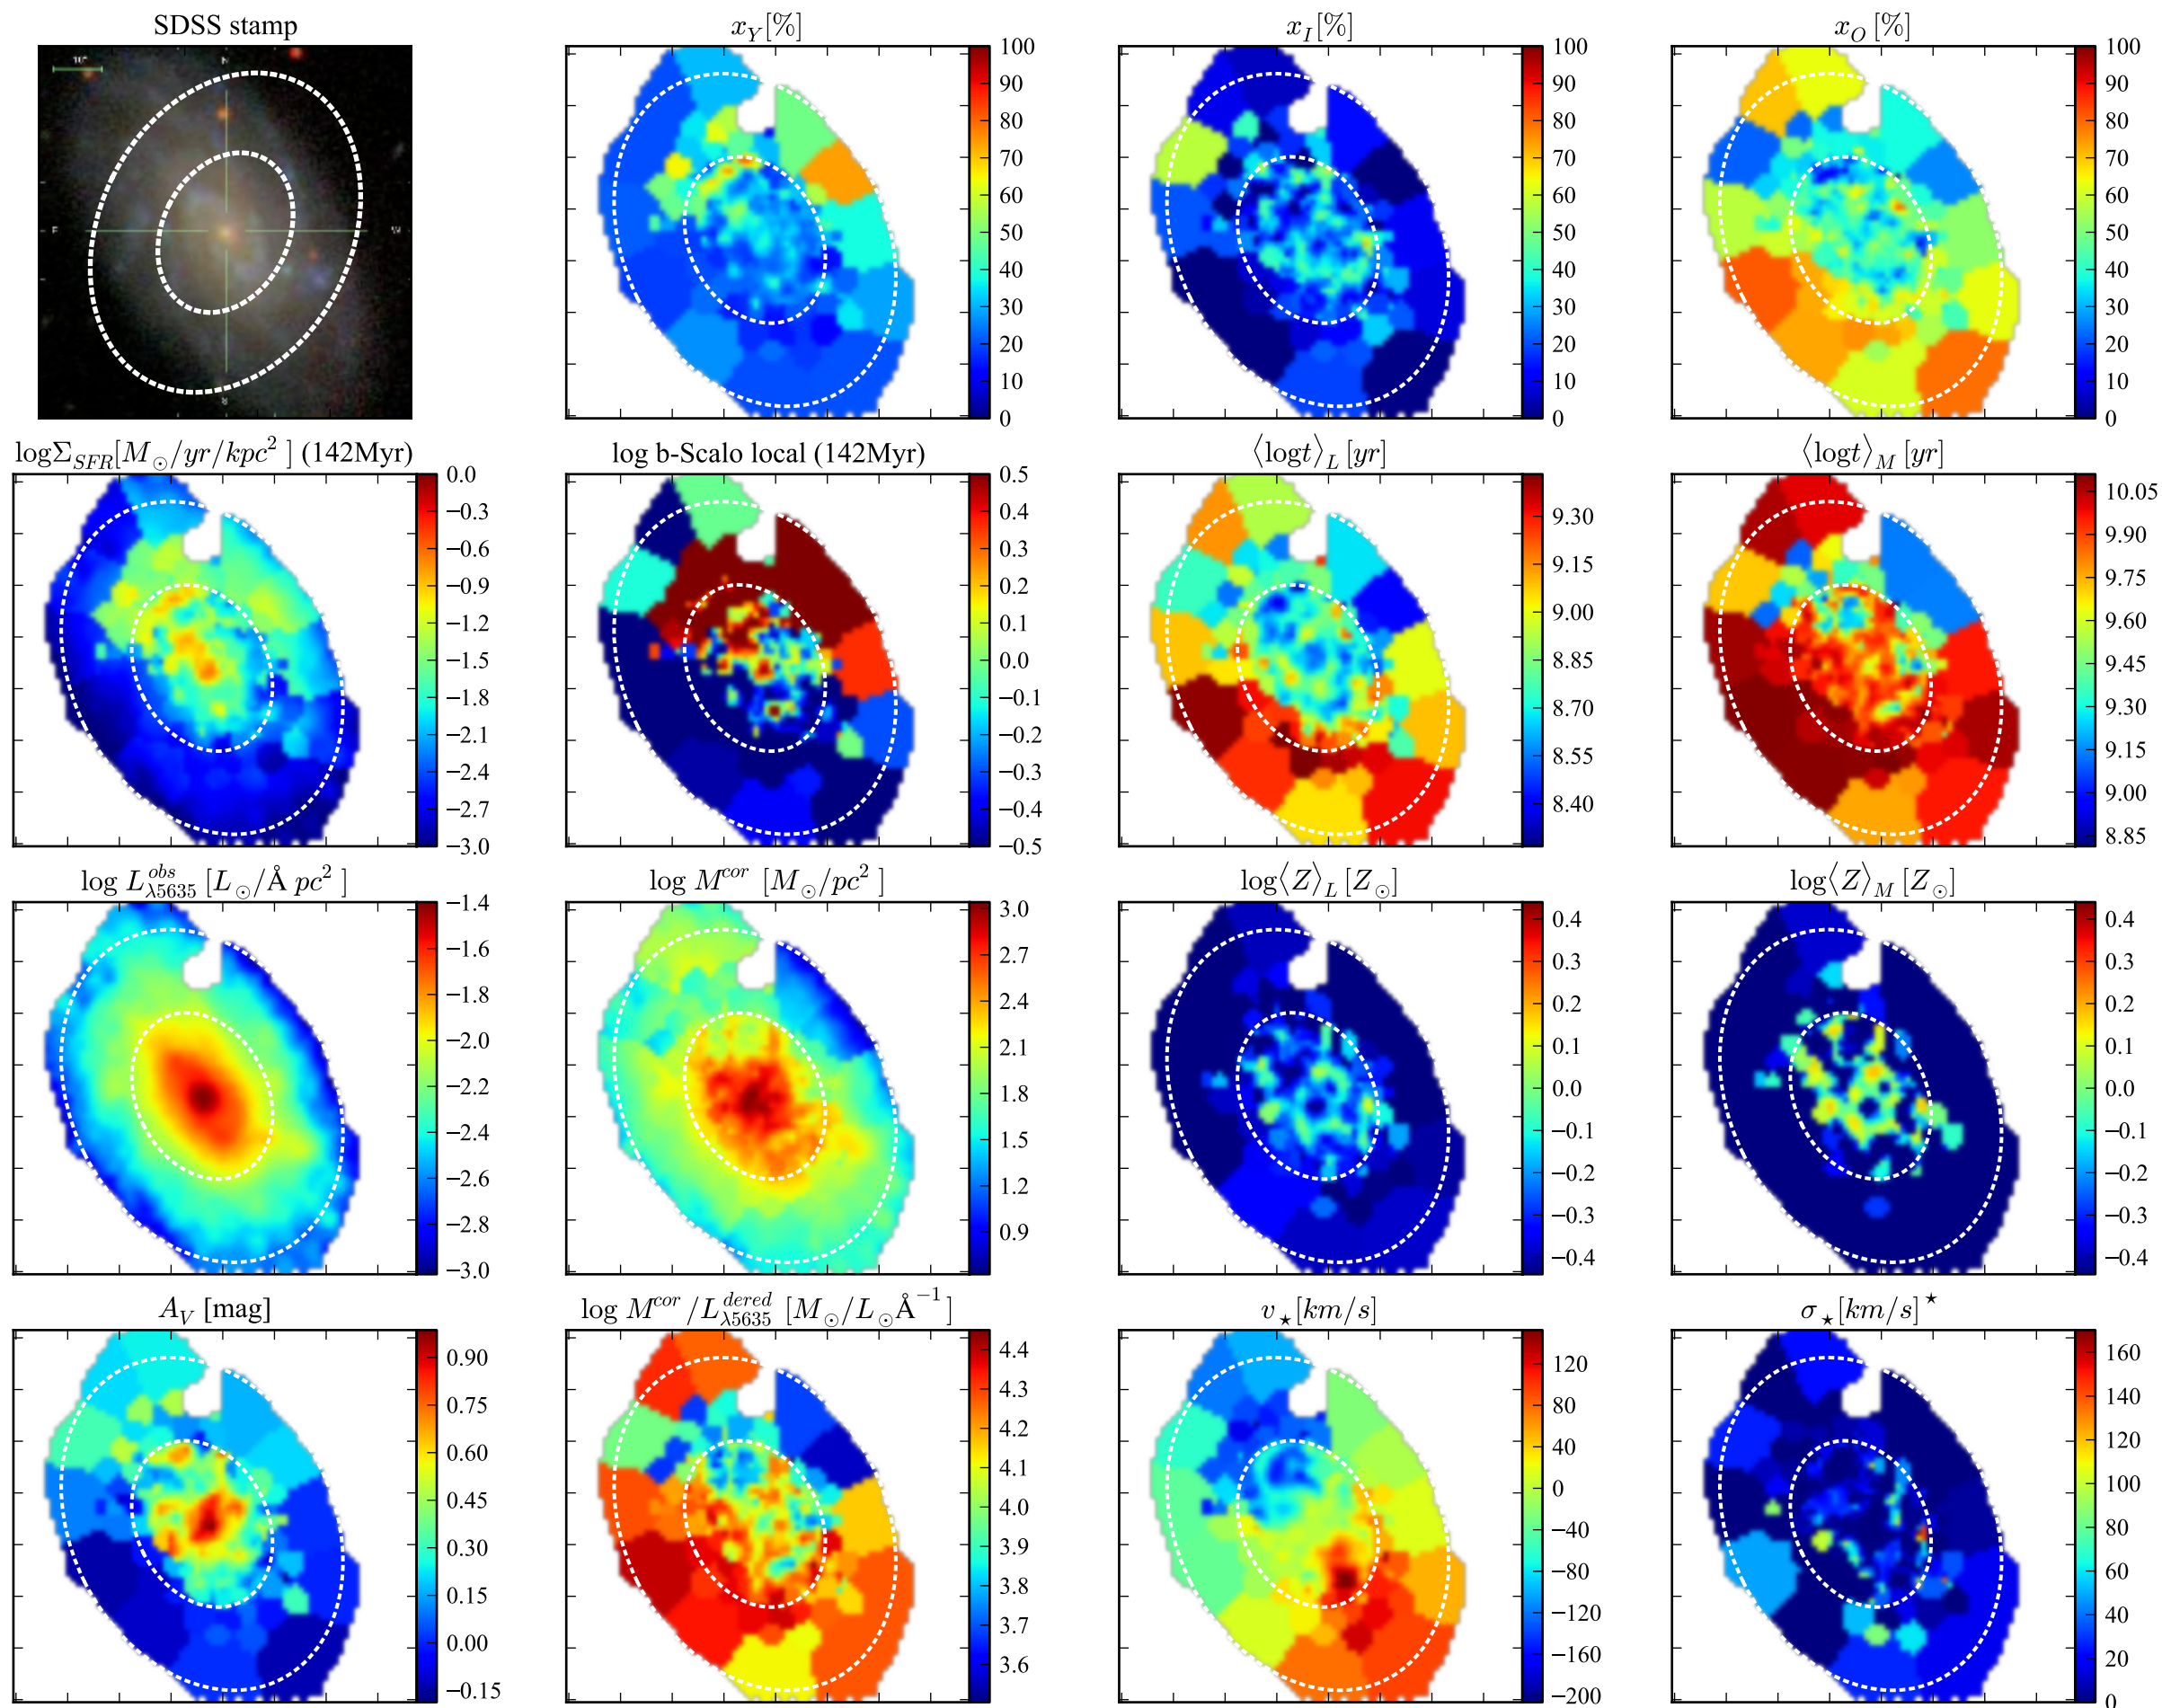 SDSS stamp
x_Y [%]
x_I [%]
x_O [%]
10"
N
E
W
S
100 90 80 70 60 50 40 30 20 10 0
100 90 80 70 60 50 40 30 20 10 0
100 90 80 70 60 50 40 30 20 10 0
logΣ_SFR [M_⊙/yr/kpc²] (142Myr)
log b-Scalo local (142Myr)
⟨logt⟩_L [yr]
⟨logt⟩_M [yr]
0.0 −0.3 −0.6 −0.9 −1.2 −1.5 −1.8 −2.1 −2.4 −2.7 −3.0
0.5 0.4 0.3 0.2 0.1 0.0 −0.1 −0.2 −0.3 −0.4 −0.5
9.30 9.15 9.00 8.85 8.70 8.55 8.40
10.05 9.90 9.75 9.60 9.45 9.30 9.15 9.00 8.85
log L^obs_λ5635 [L_⊙/Å pc²]
log M^cor [M_⊙/pc²]
log⟨Z⟩_L [Z_⊙]
log⟨Z⟩_M [Z_⊙]
−1.4 −1.6 −1.8 −2.0 −2.2 −2.4 −2.6 −2.8 −3.0
3.0 2.7 2.4 2.1 1.8 1.5 1.2 0.9
0.4 0.3 0.2 0.1 0.0 −0.1 −0.2 −0.3 −0.4
0.4 0.3 0.2 0.1 0.0 −0.1 −0.2 −0.3 −0.4
A_V [mag]
log M^cor/L^dered_λ5635 [M_⊙/L_⊙Å⁻¹]
v_⋆ [km/s]
σ_⋆ [km/s]^⋆
0.90 0.75 0.60 0.45 0.30 0.15 0.00 −0.15
4.4 4.3 4.2 4.1 4.0 3.9 3.8 3.7 3.6
120 80 40 0 −40 −80 −120 −160 −200
160 140 120 100 80 60 40 20 0